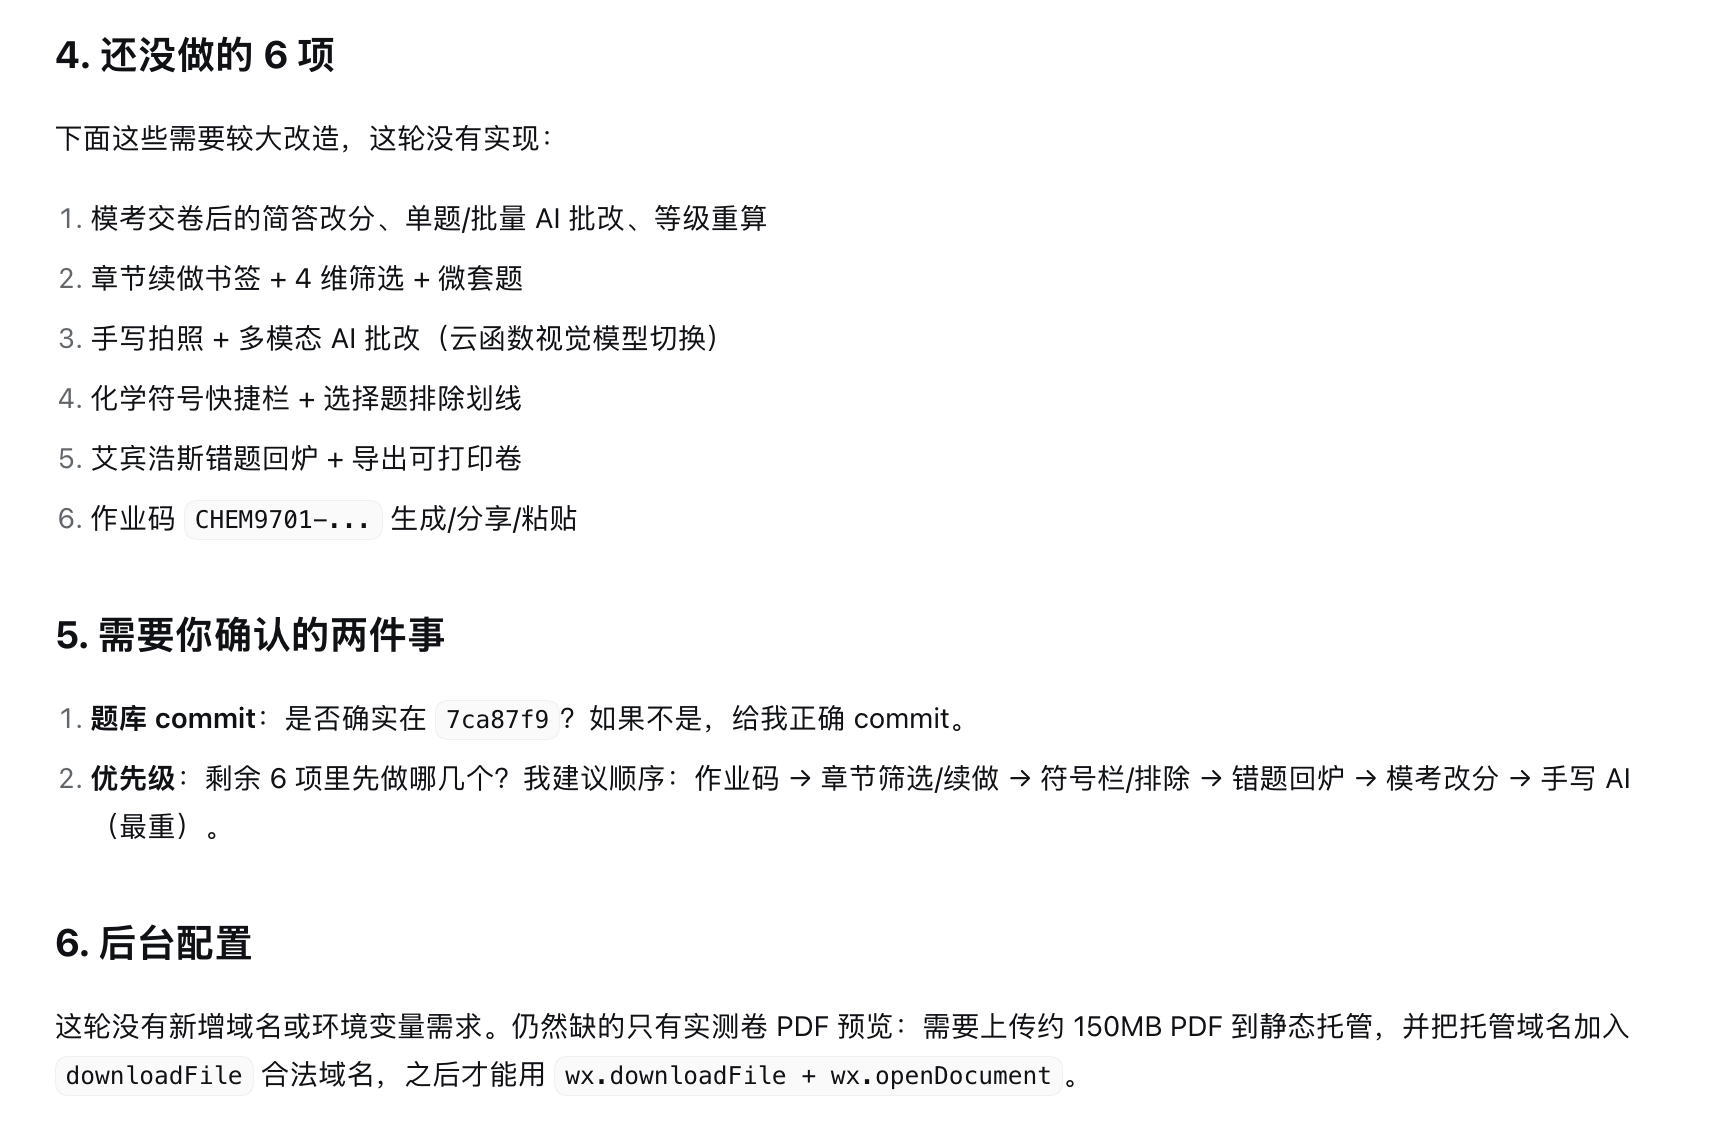 4. 还没做的 6 项
下面这些需要较大改造，这轮没有实现：
1. 模考交卷后的简答改分、单题/批量 AI 批改、等级重算
2. 章节续做书签 + 4 维筛选 + 微套题
3. 手写拍照 + 多模态 AI 批改（云函数视觉模型切换）
4. 化学符号快捷栏 + 选择题排除划线
5. 艾宾浩斯错题回炉 + 导出可打印卷
6. 作业码 CHEM9701-... 生成/分享/粘贴
5. 需要你确认的两件事
1. 题库 commit：是否确实在 7ca87f9？如果不是，给我正确 commit。
2. 优先级：剩余 6 项里先做哪几个？我建议顺序：作业码 → 章节筛选/续做 → 符号栏/排除 → 错题回炉 → 模考改分 → 手写 AI
（最重）。
6. 后台配置
这轮没有新增域名或环境变量需求。仍然缺的只有实测卷 PDF 预览：需要上传约 150MB PDF 到静态托管，并把托管域名加入
downloadFile 合法域名，之后才能用 wx.downloadFile + wx.openDocument。